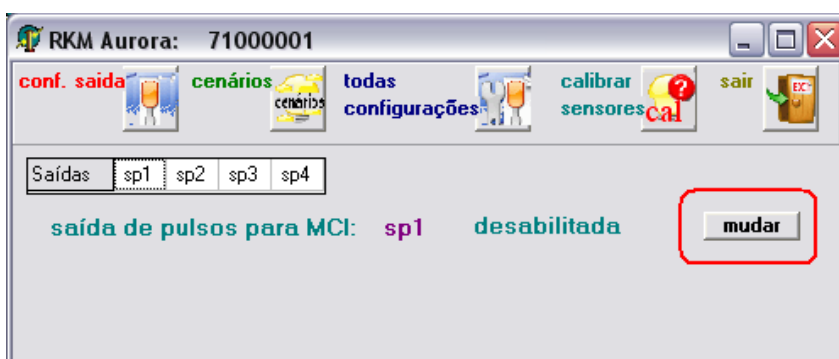 RKM Aurora: 71000001
conf. saida cenários todas configurações calibrar sensores sair
cenários cal ? EXIT
Saídas sp1 sp2 sp3 sp4
saída de pulsos para MCI: sp1 desabilitada mudar